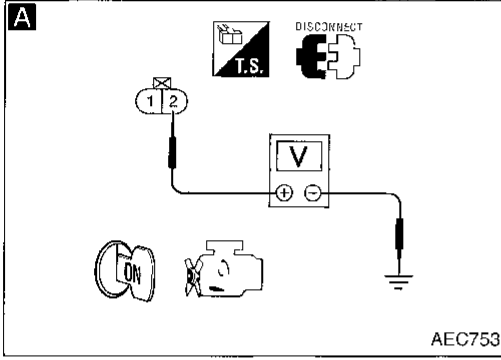 A
DISCONNECT
T.S.
1 2
V
+ −
ON
AEC753